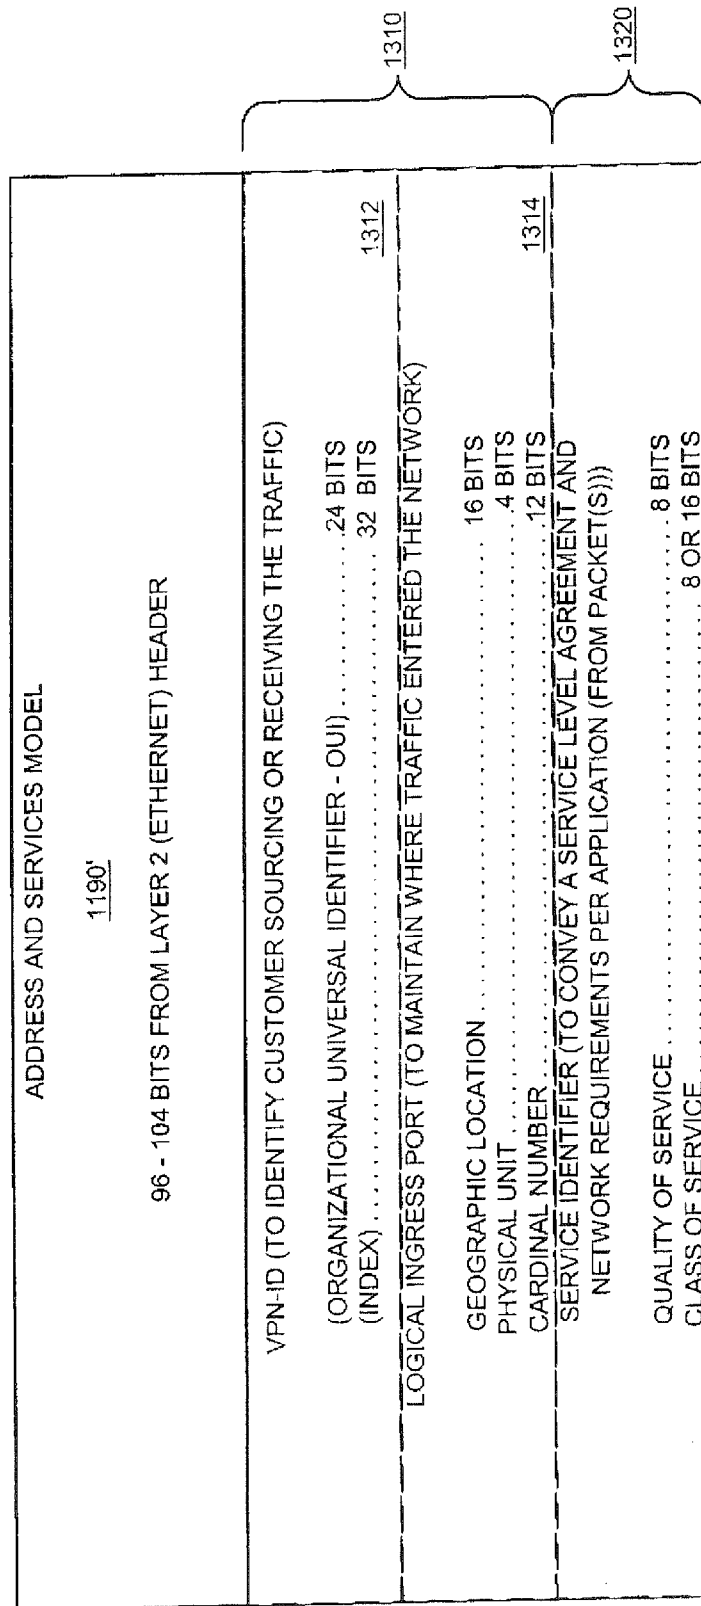 ADDRESS AND SERVICES MODEL
1190'
96 - 104 BITS FROM LAYER 2 (ETHERNET) HEADER
VPN-ID (TO IDENTIFY CUSTOMER SOURCING OR RECEIVING THE TRAFFIC)
(ORGANIZATIONAL UNIVERSAL IDENTIFIER - OUI)..........24 BITS
(INDEX)..............................32 BITS
1312
LOGICAL INGRESS PORT (TO MAINTAIN WHERE TRAFFIC ENTERED THE NETWORK)
1310
GEOGRAPHIC LOCATION.................... 16 BITS
PHYSICAL UNIT ....................4 BITS
CARDINAL NUMBER....................12 BITS
1314
SERVICE IDENTIFIER (TO CONVEY A SERVICE LEVEL AGREEMENT AND
NETWORK REQUIREMENTS PER APPLICATION (FROM PACKET(S)))
1320
QUALITY OF SERVICE ....................8 BITS
CLASS OF SERVICE.................... 8 OR 16 BITS